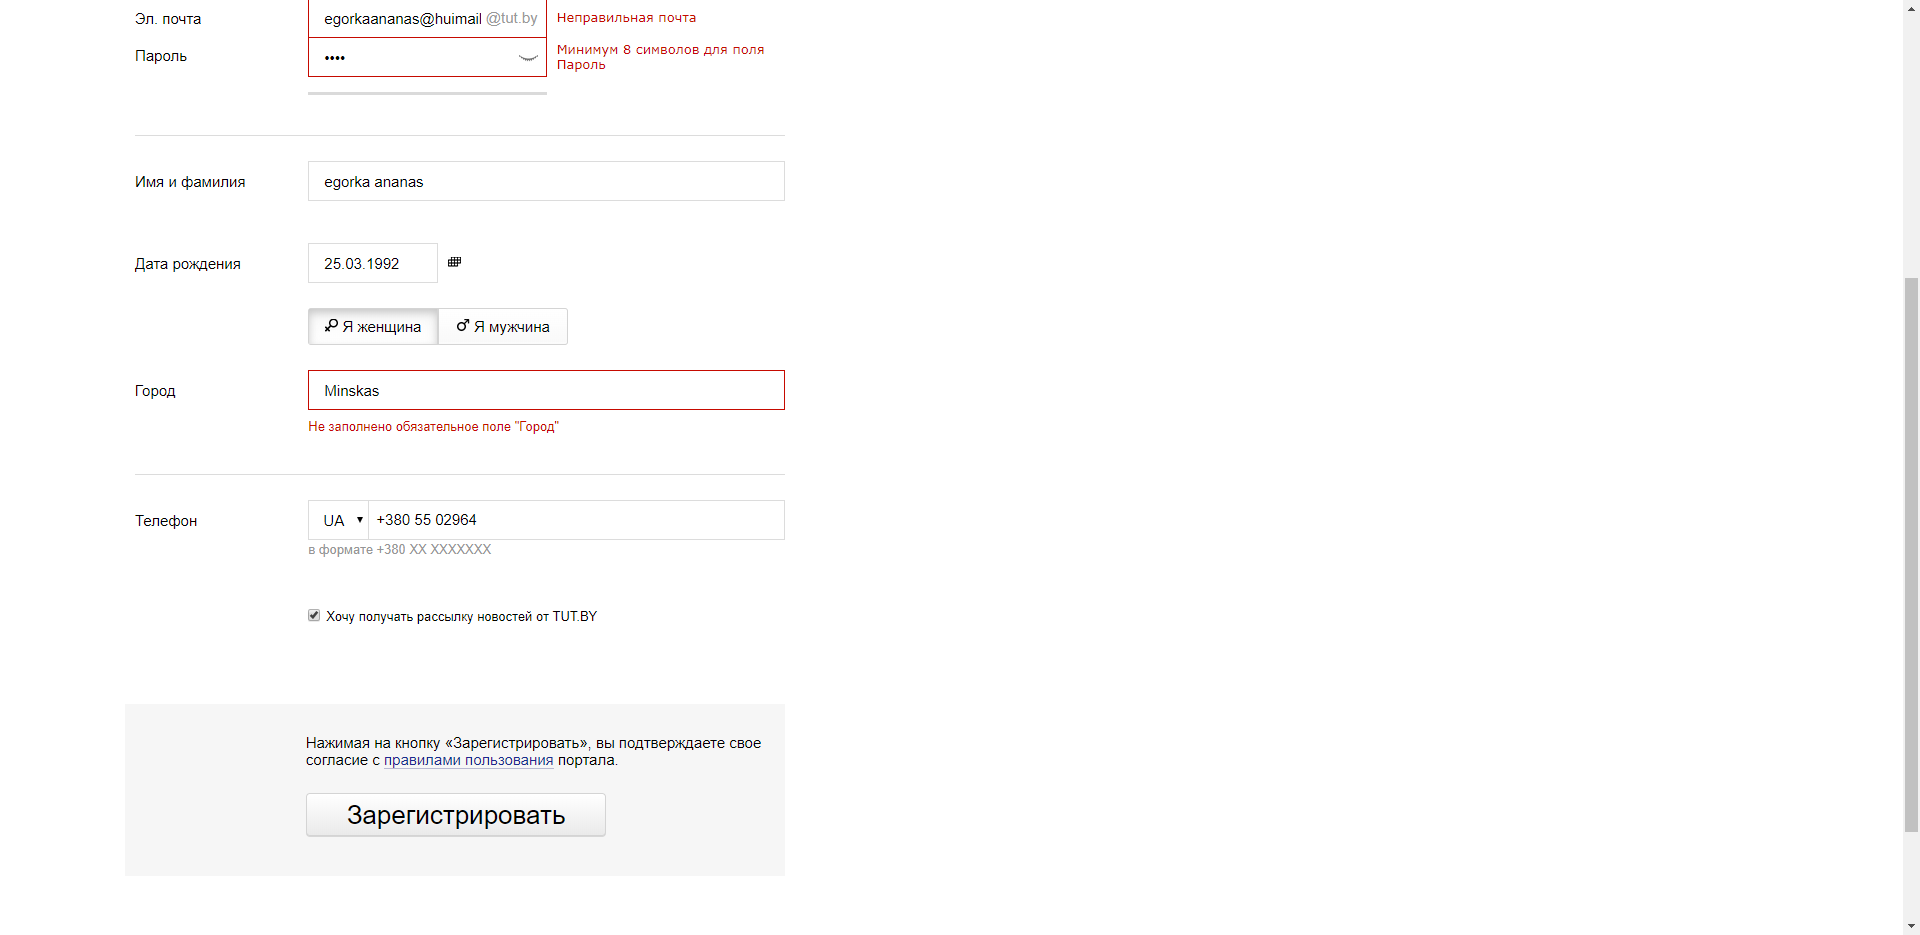 Эл. почта egorkaananas@huimail @tut.by Неправильная почта
Пароль •••• Минимум 8 символов для поля
Пароль
Имя и фамилия egorka ananas
Дата рождения 25.03.1992
Я женщина Я мужчина
Город Minskas
Не заполнено обязательное поле "Город"
Телефон UA +380 55 02964
в формате +380 XX XXXXXXX
Хочу получать рассылку новостей от TUT.BY
Нажимая на кнопку «Зарегистрировать», вы подтверждаете свое
согласие с правилами пользования портала.
Зарегистрировать